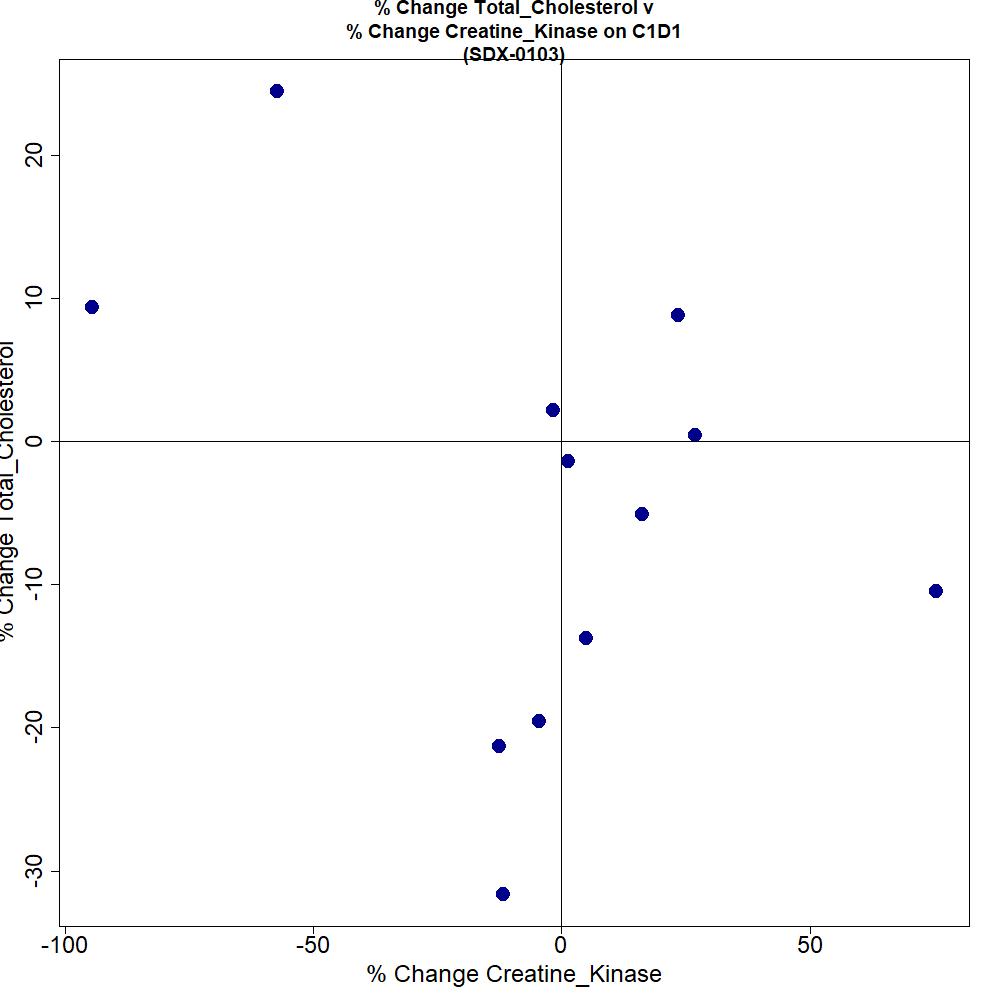 % Change Total_Cholesterol v
% Change Creatine_Kinase on C1D1
(SDX-0103)
% Change Total_Cholesterol
20
10
0
-10
-20
-30
-100
-50
0
50
% Change Creatine_Kinase